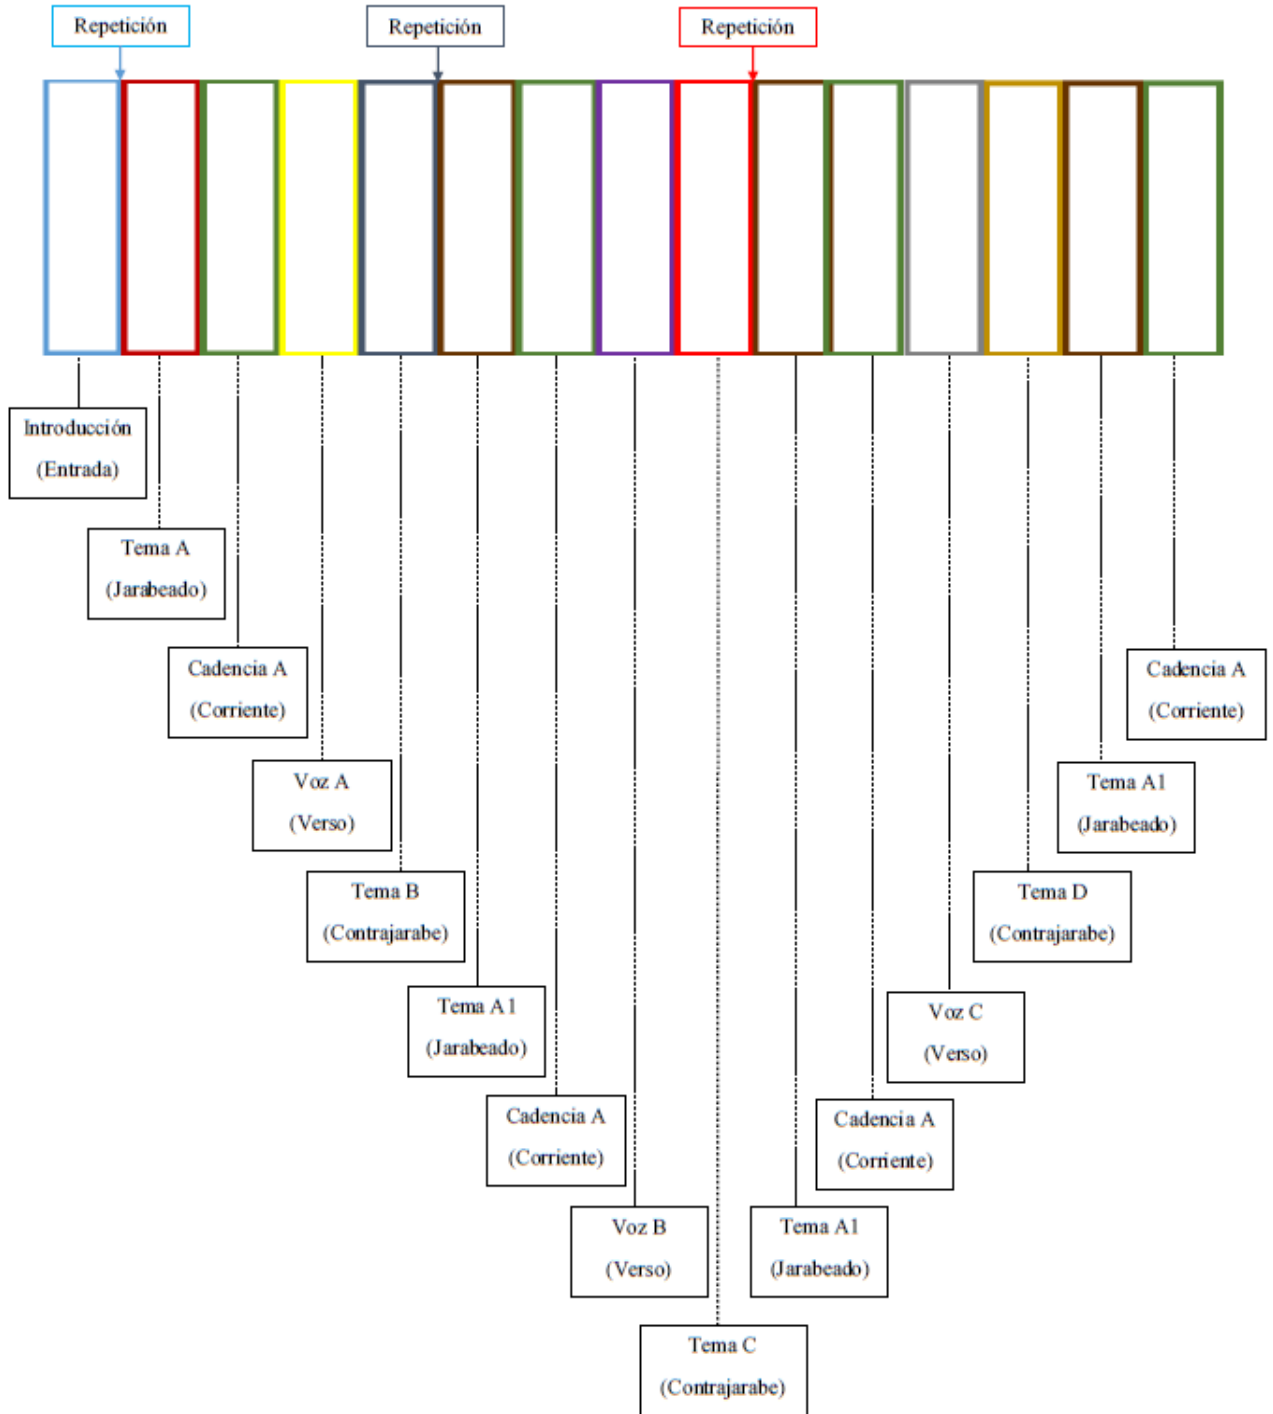 Repetición
Repetición
Repetición
Introducción
(Entrada)
Tema A
(Jarabeado)
Cadencia A
(Corriente)
Voz A
(Verso)
Tema B
(Contrajarabe)
Tema A1
(Jarabeado)
Cadencia A
(Corriente)
Voz B
(Verso)
Tema C
(Contrajarabe)
Tema A1
(Jarabeado)
Cadencia A
(Corriente)
Voz C
(Verso)
Tema D
(Contrajarabe)
Tema A1
(Jarabeado)
Cadencia A
(Corriente)